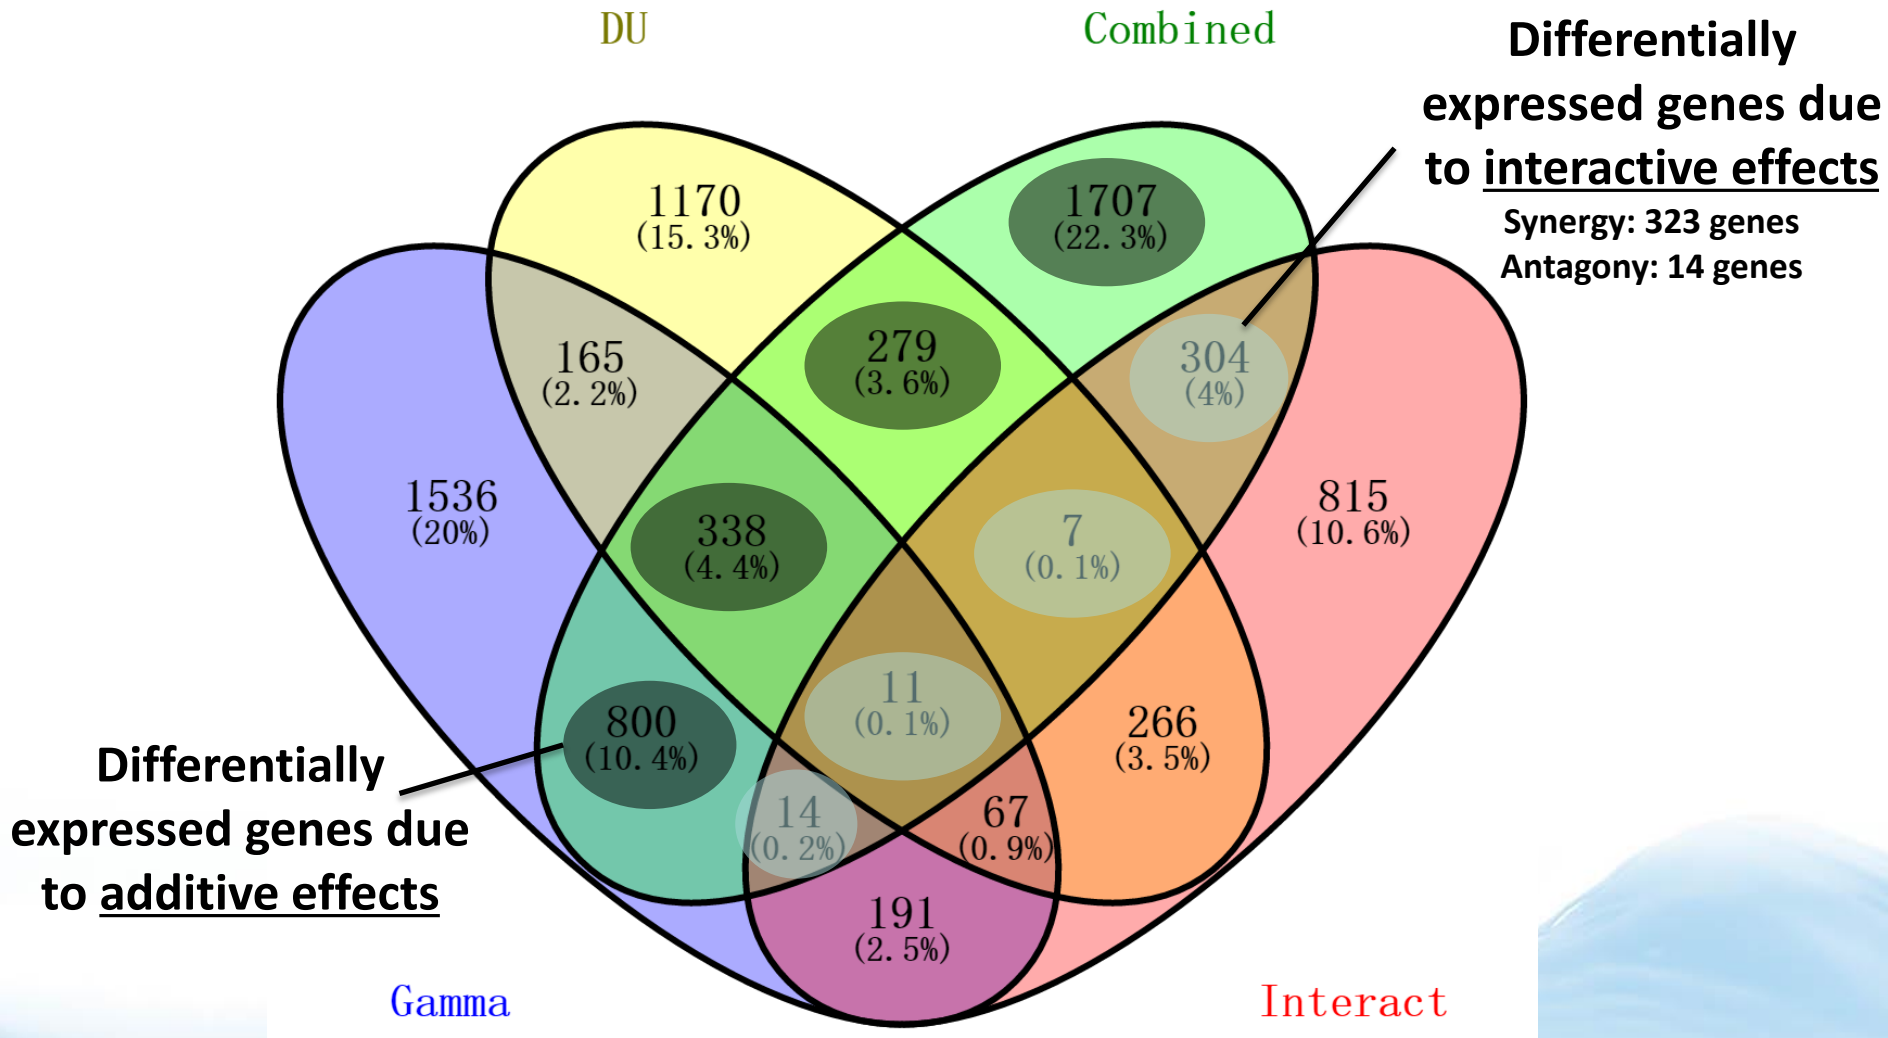 DU
Combined
Differentially
expressed genes due
to interactive effects
Synergy: 323 genes
Antagony: 14 genes
1170
(15.3%)
1707
(22.3%)
165
(2.2%)
279
(3.6%)
304
(4%)
1536
(20%)
338
(4.4%)
7
(0.1%)
815
(10.6%)
800
(10.4%)
11
(0.1%)
266
(3.5%)
14
(0.2%)
67
(0.9%)
191
(2.5%)
Differentially
expressed genes due
to additive effects
Gamma
Interact